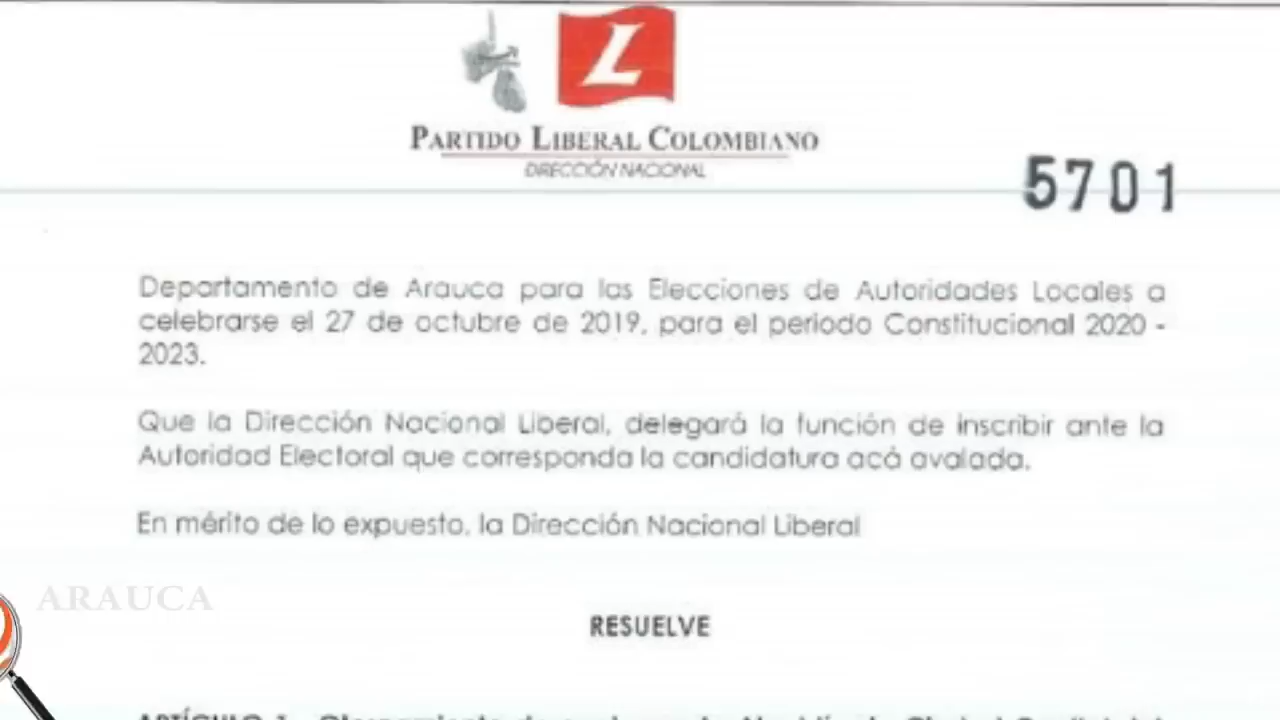 L
PARTIDO LIBERAL COLOMBIANO
DIRECCIÓN NACIONAL
5701
Departamento de Arauca para las Elecciones de Autoridades Locales a
celebrarse el 27 de octubre de 2019, para el periodo Constitucional 2020 -
2023.
Que la Dirección Nacional Liberal, delegará la función de inscribir ante la
Autoridad Electoral que corresponda la candidatura acá avalada.
En mérito de lo expuesto, la Dirección Nacional Liberal
ARAUCA
RESUELVE
ARTÍCULO 1